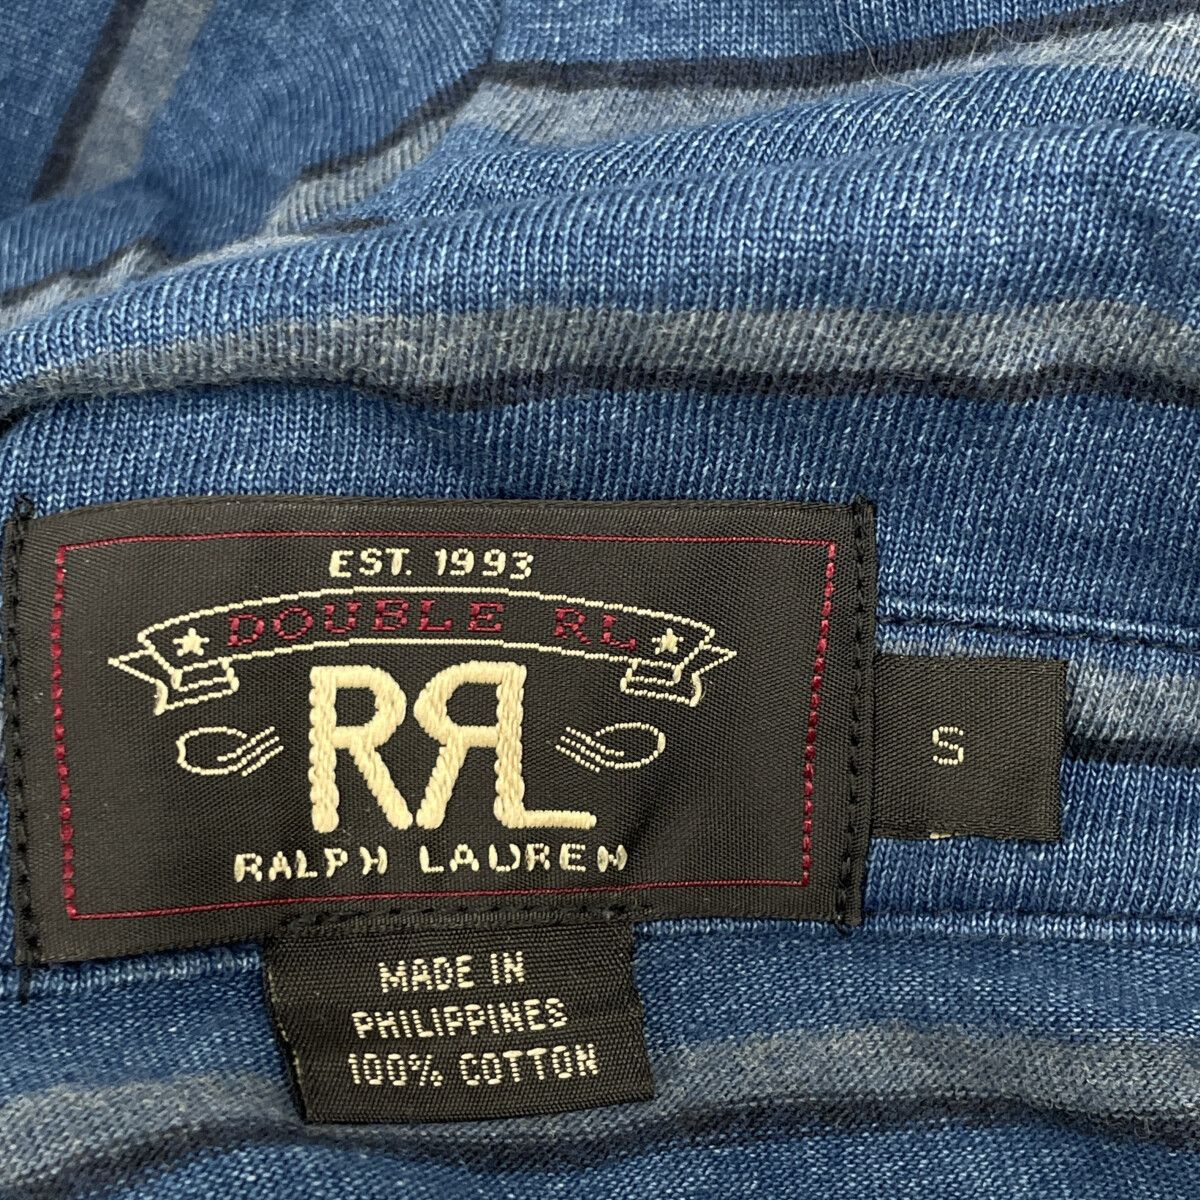 EST. 1993
DOUBLE RL
RRL
RALPH LAUREN
S
MADE IN
PHILIPPINES
100% COTTON